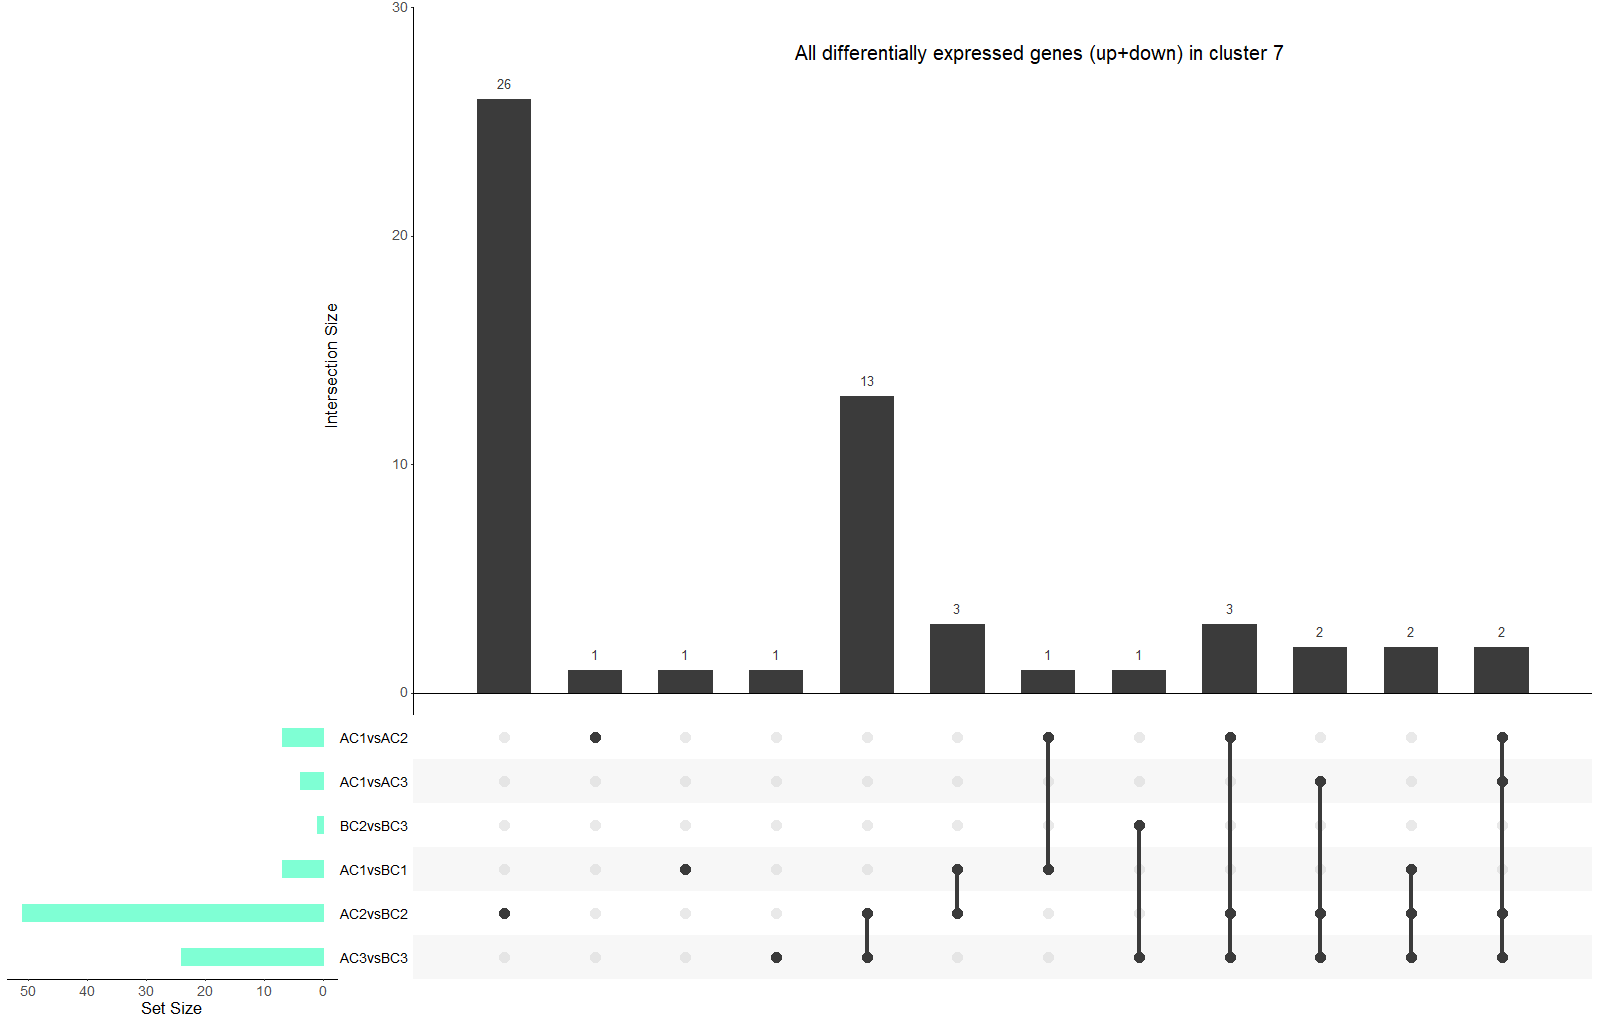 All differentially expressed genes (up+down) in cluster 7
30
20
10
0
Intersection Size
26
1
1
1
13
3
1
1
3
2
2
2
AC1vsAC2
AC1vsAC3
BC2vsBC3
AC1vsBC1
AC2vsBC2
AC3vsBC3
50 40 30 20 10 0
Set Size